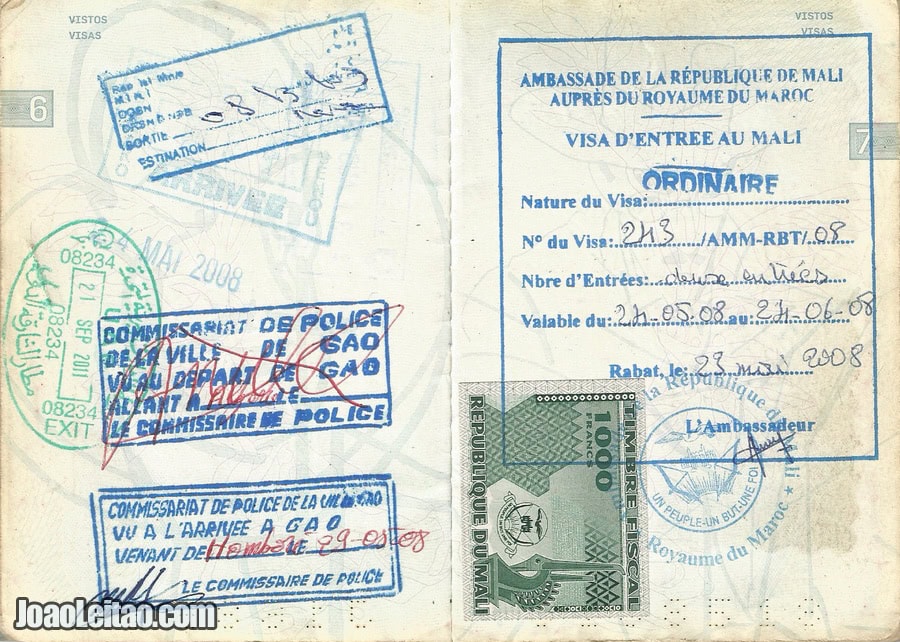 VISTOS
VISAS
6
SORTIE
ESTINATION
ARRIVEE
MAI 2008
08234
21 SEP 2011
08234
08234
EXIT
COMMISSARIAT DE POLICE
DE LA VILLE DE GAO
VU AU DEPART DE GAO
ALLANT A LE
LE COMMISSAIRE DE POLICE
COMMISSARIAT DE POLICE DE LA VILLE GAO
VU A L'ARRIVEE A GAO
VENANT DE Hombori LE 29-05-08
LE COMMISSAIRE DE POLICE
JoaoLeitao.com
VISTOS
VISAS
7
AMBASSADE DE LA RÉPUBLIQUE DE MALI
AUPRÈS DU ROYAUME DU MAROC
VISA D'ENTREE AU MALI
ORDINAIRE
Nature du Visa:
N° du Visa: 243 /AMM-RBT/ 08
Nbre d'Entrées: deux entrées
Valable du: 24-05.08 au: 24-06-08
Rabat, le: 23 mai 2008
L'Ambassadeur
UN PEUPLE-UN BUT-UNE FOI
Royaume du Maroc
TIMBRE FISCAL
1000
FRANCS
REPUBLIQUE DU MALI